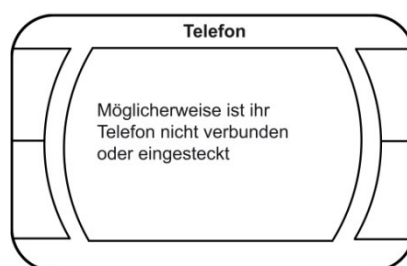 Telefon
Möglicherweise ist ihr
Telefon nicht verbunden
oder eingesteckt